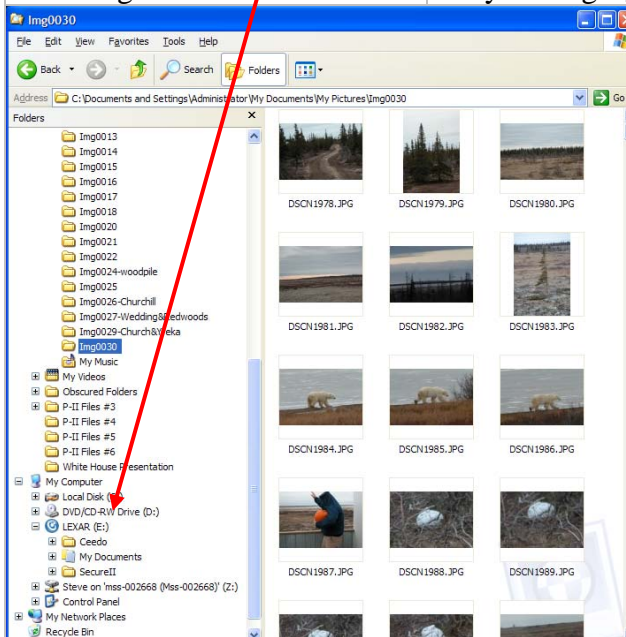 Img0030
File Edit View Favorites Tools Help
Back Search Folders
Address C:\Documents and Settings\Administrator\My Documents\My Pictures\Img0030 Go
Folders x
Img0013
Img0014
Img0015
Img0016
Img0017
Img0018
Img0020
Img0021
Img0022
Img0024-woodpile
Img0025
Img0026-Churchill
Img0027-Wedding&Redwoods
Img0029-Church&Yreka
Img0030
My Music
My Videos
Obscured Folders
P-II Files #3
P-II Files #4
P-II Files #5
P-II Files #6
White House Presentation
My Computer
Local Disk
DVD/CD-RW Drive (D:)
LEXAR (E:)
Ceedo
My Documents
SecureII
Steve on 'mss-002668 (Mss-002668)' (Z:)
Control Panel
My Network Places
Recycle Bin
DSCN1978.JPG DSCN1979.JPG DSCN1980.JPG
DSCN1981.JPG DSCN1982.JPG DSCN1983.JPG
DSCN1984.JPG DSCN1985.JPG DSCN1986.JPG
DSCN1987.JPG DSCN1988.JPG DSCN1989.JPG